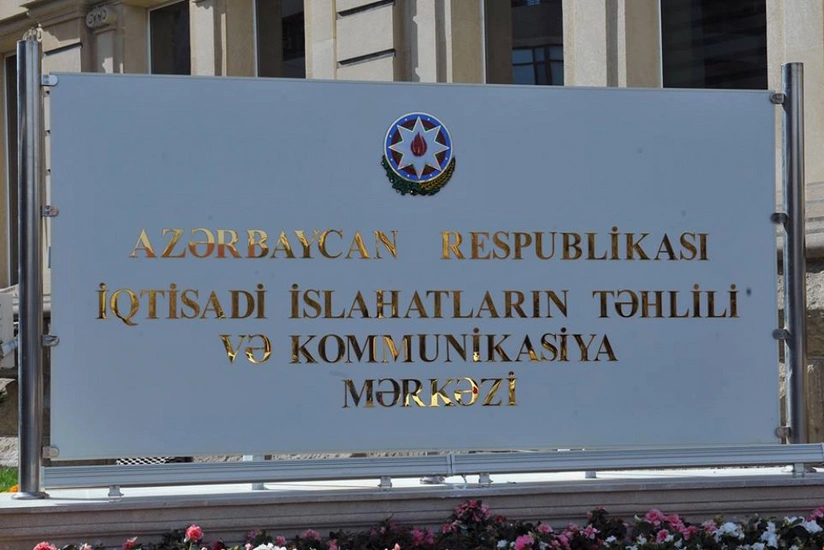 AZƏRBAYCAN RESPUBLİKASI
İQTİSADİ İSLAHATLARIN TƏHLİLİ
VƏ KOMMUNİKASİYA
MƏRKƏZİ